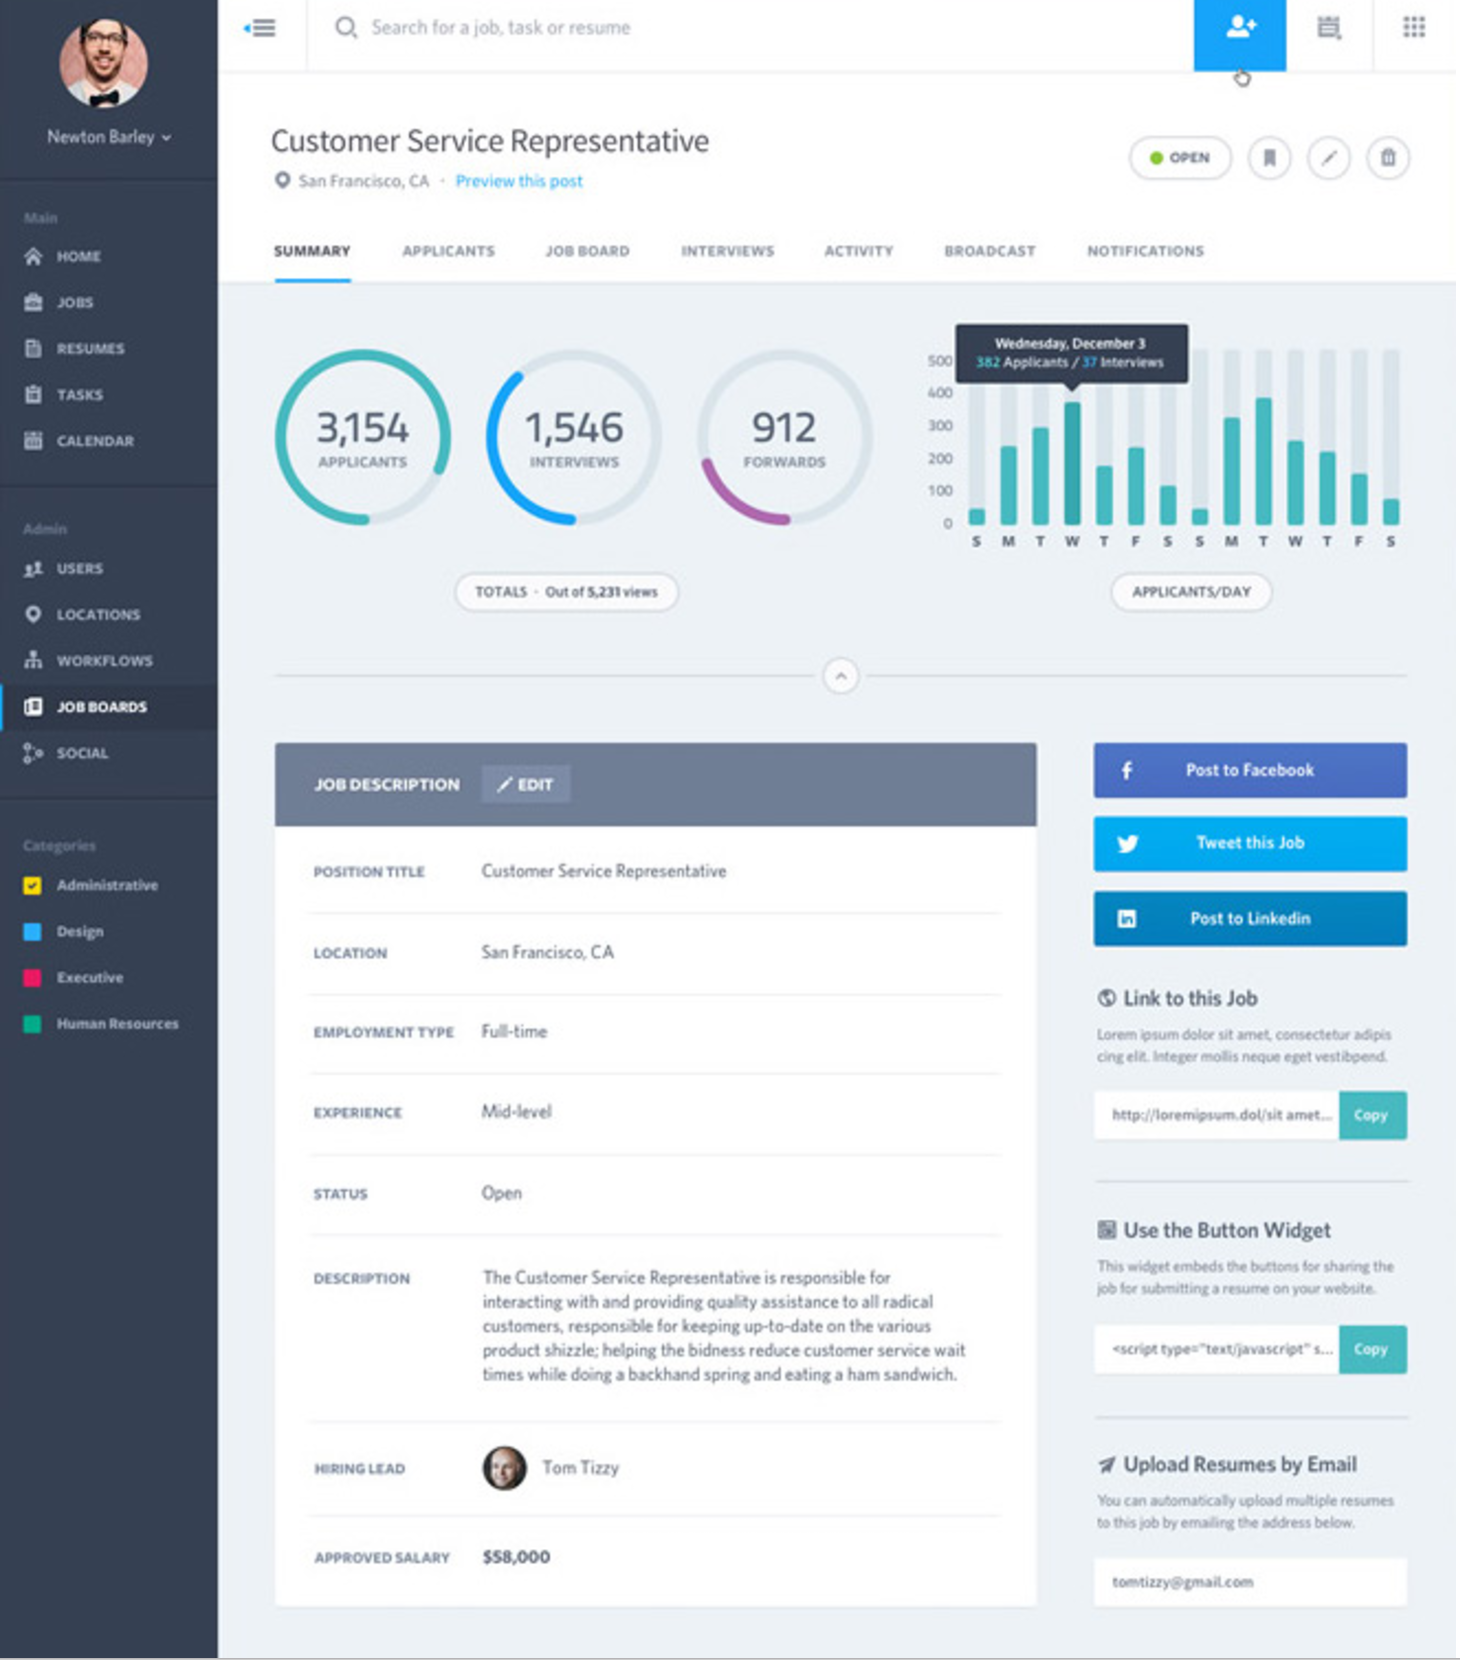 Newton Barley
Main
HOME
JOBS
RESUMES
TASKS
CALENDAR
Admin
USERS
LOCATIONS
WORKFLOWS
JOB BOARDS
SOCIAL
Categories
Administrative
Design
Executive
Human Resources
Search for a job, task or resume
Customer Service Representative
San Francisco, CA · Preview this post
OPEN
SUMMARY APPLICANTS JOB BOARD INTERVIEWS ACTIVITY BROADCAST NOTIFICATIONS
3,154
APPLICANTS
1,546
INTERVIEWS
912
FORWARDS
TOTALS · Out of 5,231 views
Wednesday, December 3
382 Applicants / 37 Interviews
500
400
300
200
100
0
S M T W T F S S M T W T F S
APPLICANTS/DAY
JOB DESCRIPTION EDIT
POSITION TITLE Customer Service Representative
LOCATION San Francisco, CA
EMPLOYMENT TYPE Full-time
EXPERIENCE Mid-level
STATUS Open
DESCRIPTION The Customer Service Representative is responsible for
interacting with and providing quality assistance to all radical
customers, responsible for keeping up-to-date on the various
product shizzle; helping the bidness reduce customer service wait
times while doing a backhand spring and eating a ham sandwich.
HIRING LEAD Tom Tizzy
APPROVED SALARY $58,000
Post to Facebook
Tweet this Job
Post to Linkedin
Link to this Job
Lorem ipsum dolor sit amet, consectetur adipis
cing elit. Integer mollis neque eget vestibpend.
http://loremipsum.dol/sit amet... Copy
Use the Button Widget
This widget embeds the buttons for sharing the
job for submitting a resume on your website.
<script type="text/javascript" s... Copy
Upload Resumes by Email
You can automatically upload multiple resumes
to this job by emailing the address below.
tomtizzy@gmail.com